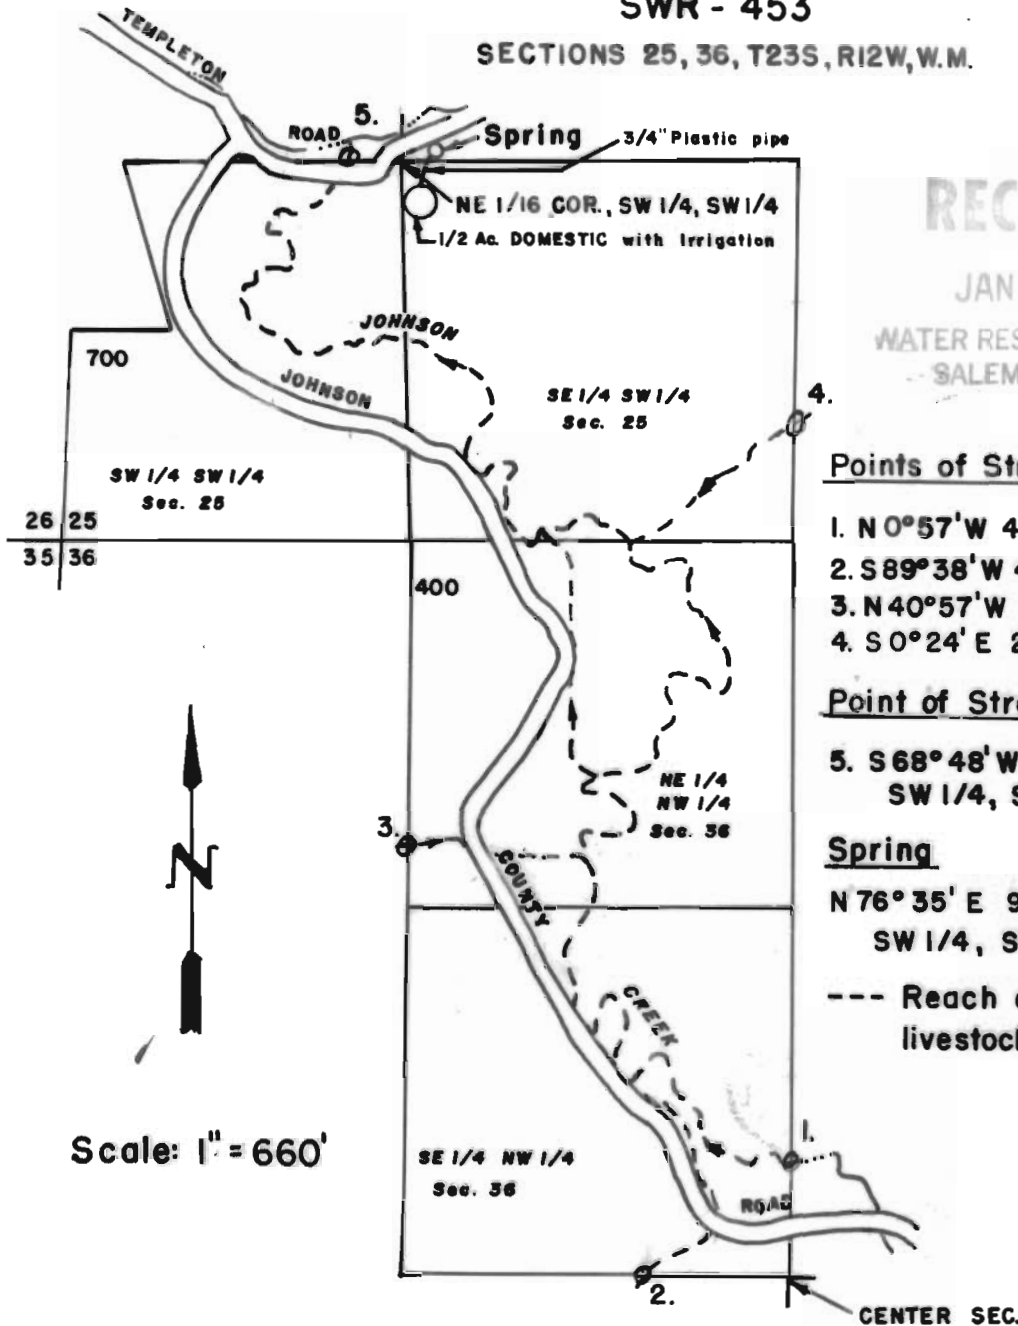 SWR - 453
SECTIONS 25, 36, T23S, R12W, W.M.
TEMPLETON
ROAD
5.
Spring
3/4" Plastic pipe
NE 1/16 COR., SW 1/4, SW 1/4
1/2 Ac. DOMESTIC with Irrigation
REC
JAN
WATER RES
SALEM
JOHNSON
700
JOHNSON
SE 1/4 SW 1/4
Sec. 25
4.
SW 1/4 SW 1/4
Sec. 25
26 25
35 36
400
Points of Str
1. N 0°57'W 4
2. S 89°38'W 4
3. N 40°57'W
4. S 0°24'E 2
Point of Stre
5. S 68°48'W
SW 1/4, S
Spring
N 76°35' E 9
SW 1/4, S
--- Reach
livestock
NE 1/4
NW 1/4
Sec. 36
3.
N
COUNTY
CREEK
Scale: 1" = 660'
SE 1/4 NW 1/4
Sec. 36
1.
ROAD
2.
CENTER SEC.